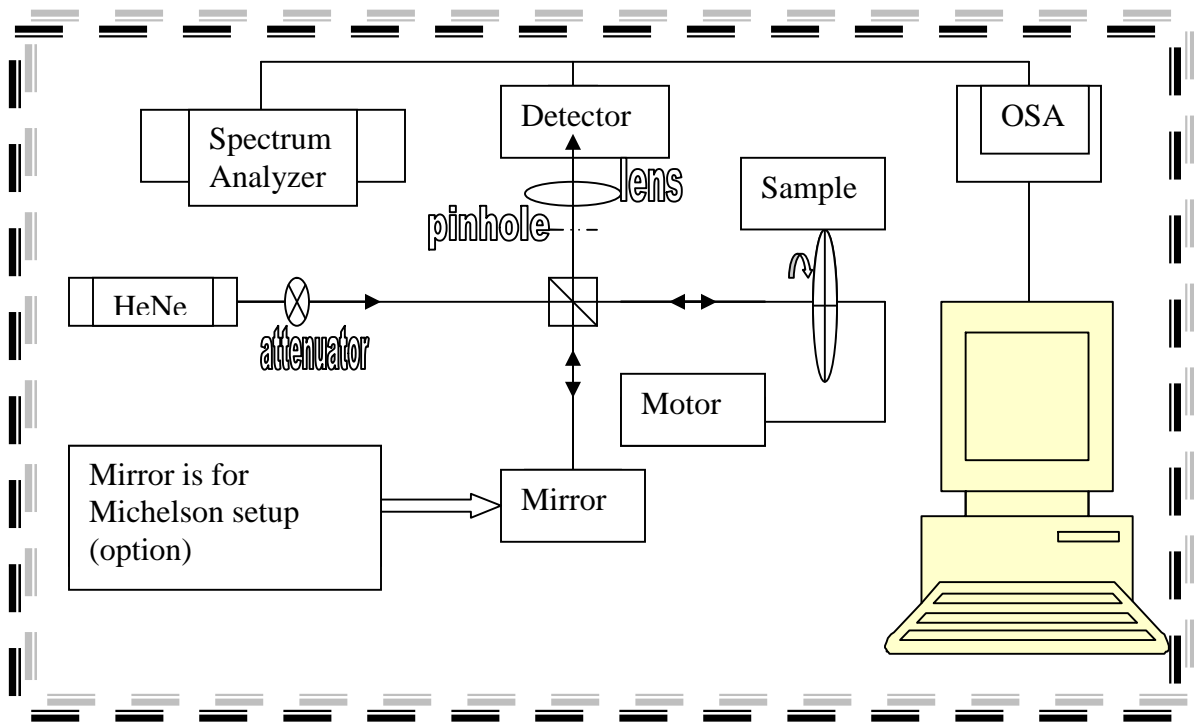 Detector
OSA
Spectrum
Analyzer
lens
Sample
pinhole
HeNe
attenuator
Motor
Mirror is for
Michelson setup
(option)
Mirror